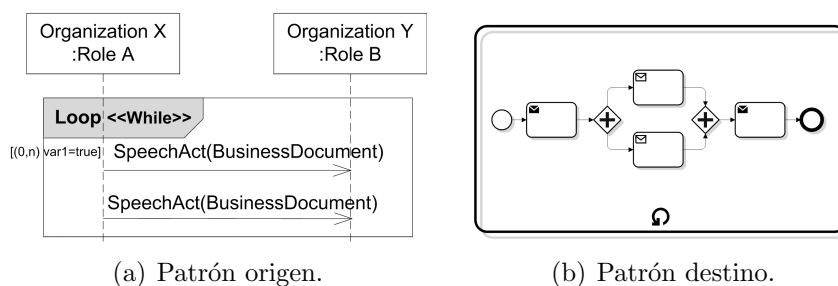 Organization X
:Role A
Organization Y
:Role B
Loop <<While>>
[(0,n) var1=true]
SpeechAct(BusinessDocument)
SpeechAct(BusinessDocument)
(a) Patrón origen.
(b) Patrón destino.